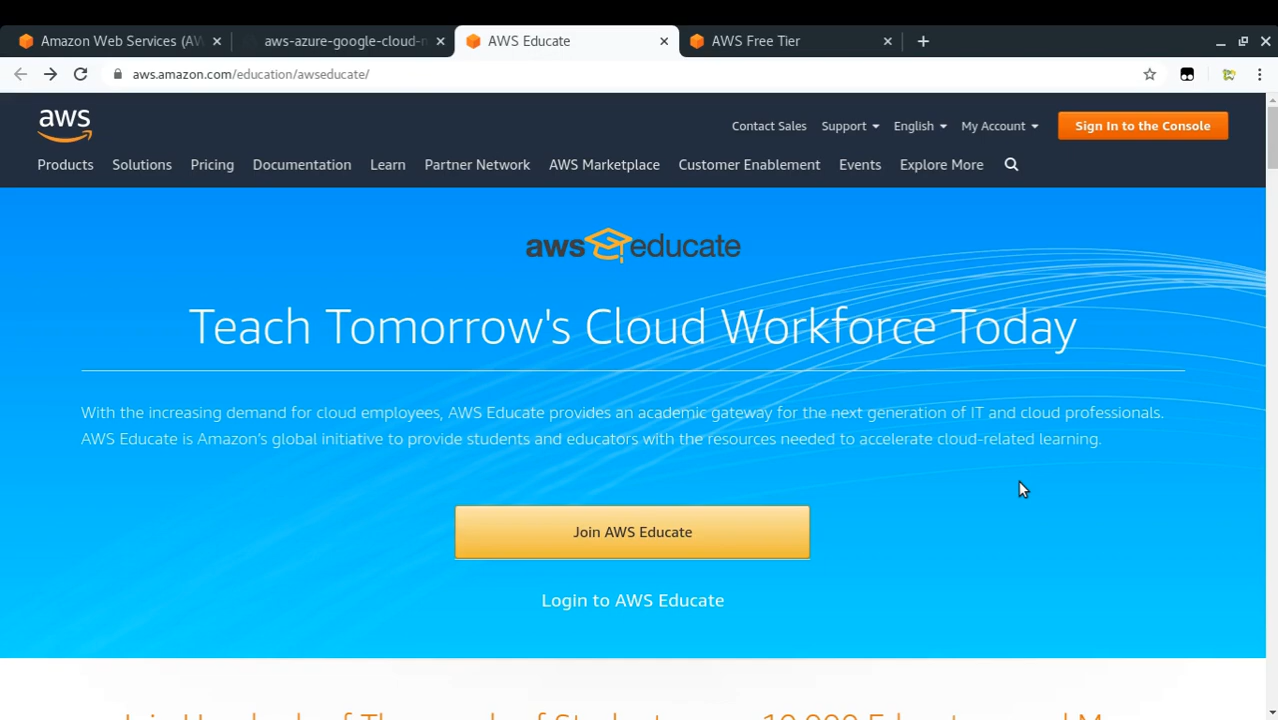 Amazon Web Services (AW
aws-azure-google-cloud-
AWS Educate
AWS Free Tier
aws.amazon.com/education/awseducate/
aws
Contact Sales
Support
English
My Account
Sign In to the Console
Products
Solutions
Pricing
Documentation
Learn
Partner Network
AWS Marketplace
Customer Enablement
Events
Explore More
aws educate
Teach Tomorrow's Cloud Workforce Today
With the increasing demand for cloud employees, AWS Educate provides an academic gateway for the next generation of IT and cloud professionals.
AWS Educate is Amazon's global initiative to provide students and educators with the resources needed to accelerate cloud-related learning.
Join AWS Educate
Login to AWS Educate